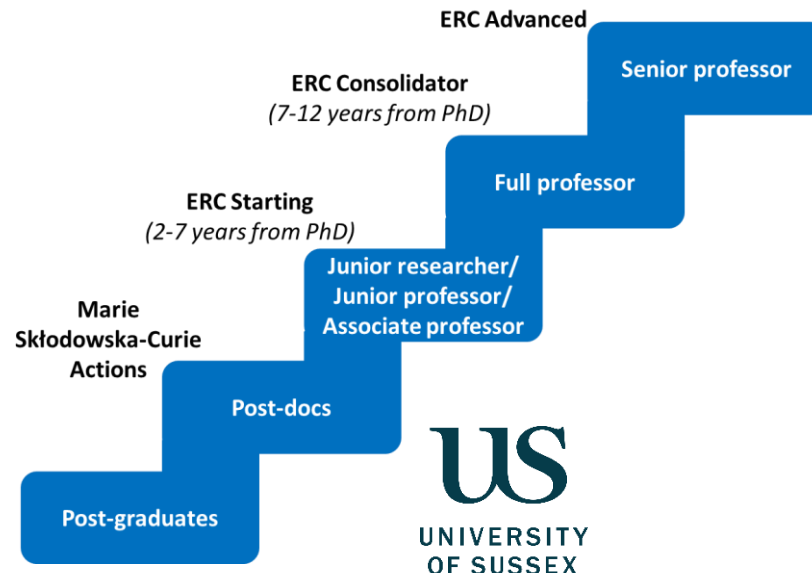 ERC Advanced
Senior professor
ERC Consolidator
(7-12 years from PhD)
Full professor
ERC Starting
(2-7 years from PhD)
Junior researcher/
Junior professor/
Associate professor
Marie
Skłodowska-Curie
Actions
Post-docs
Post-graduates
US
UNIVERSITY
OF SUSSEX